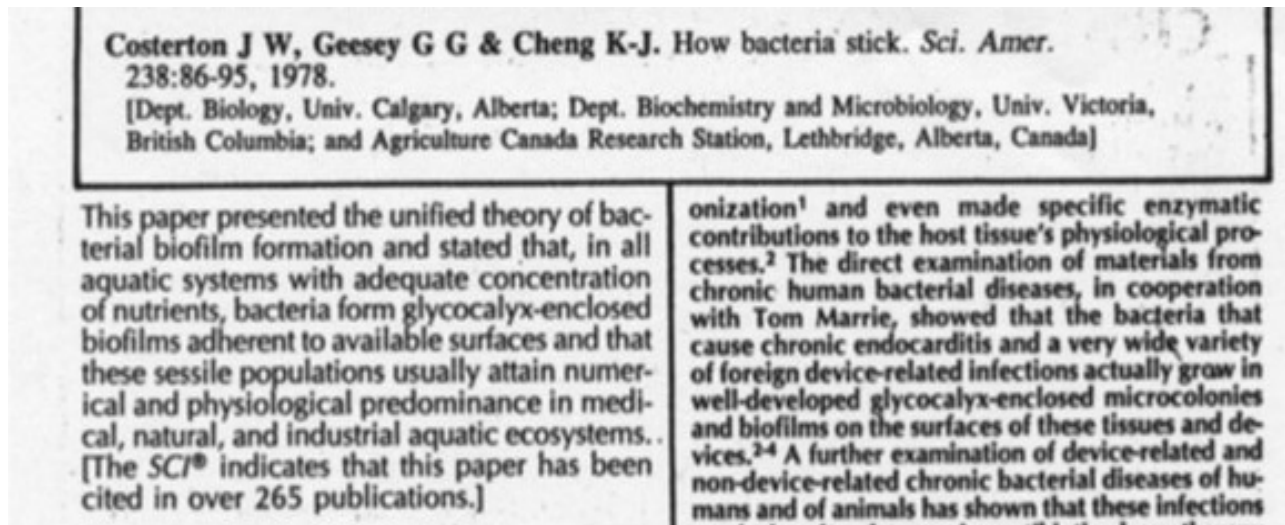 Costerton J W, Geesey G G & Cheng K-J. How bacteria stick. Sci. Amer.
238:86-95, 1978.
[Dept. Biology, Univ. Calgary, Alberta; Dept. Biochemistry and Microbiology, Univ. Victoria,
British Columbia; and Agriculture Canada Research Station, Lethbridge, Alberta, Canada]
This paper presented the unified theory of bac-
terial biofilm formation and stated that, in all
aquatic systems with adequate concentration
of nutrients, bacteria form glycocalyx-enclosed
biofilms adherent to available surfaces and that
these sessile populations usually attain numer-
ical and physiological predominance in medi-
cal, natural, and industrial aquatic ecosystems.
[The SCI® indicates that this paper has been
cited in over 265 publications.]
onization¹ and even made specific enzymatic
contributions to the host tissue's physiological pro-
cesses.² The direct examination of materials from
chronic human bacterial diseases, in cooperation
with Tom Marrie, showed that the bacteria that
cause chronic endocarditis and a very wide variety
of foreign device-related infections actually grow in
well-developed glycocalyx-enclosed microcolonies
and biofilms on the surfaces of these tissues and de-
vices.²⁻⁴ A further examination of device-related and
non-device-related chronic bacterial diseases of hu-
mans and of animals has shown that these infections